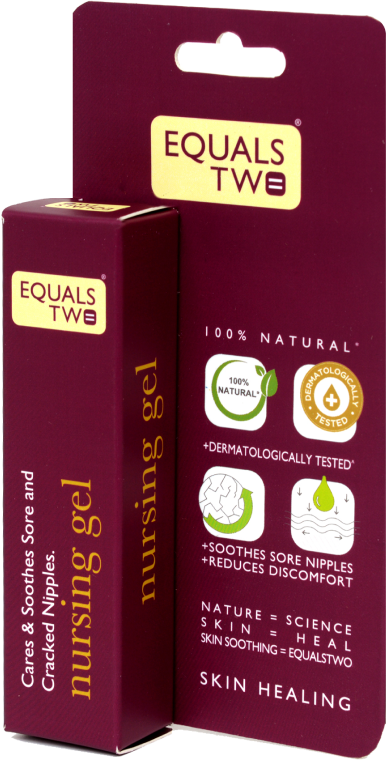 EQUALS
TWO
®
100% NATURAL*
100%
NATURAL*
DERMATOLOGICALLY
TESTED
+DERMATOLOGICALLY TESTED*
+SOOTHES SORE NIPPLES
+REDUCES DISCOMFORT
NATURE = SCIENCE
SKIN = HEAL
SKIN SOOTHING = EQUALSTWO
SKIN HEALING
EQUALS
TWO
®
EQUALS
Cares & Soothes Sore and
Cracked Nipples.
nursing gel
nursing gel